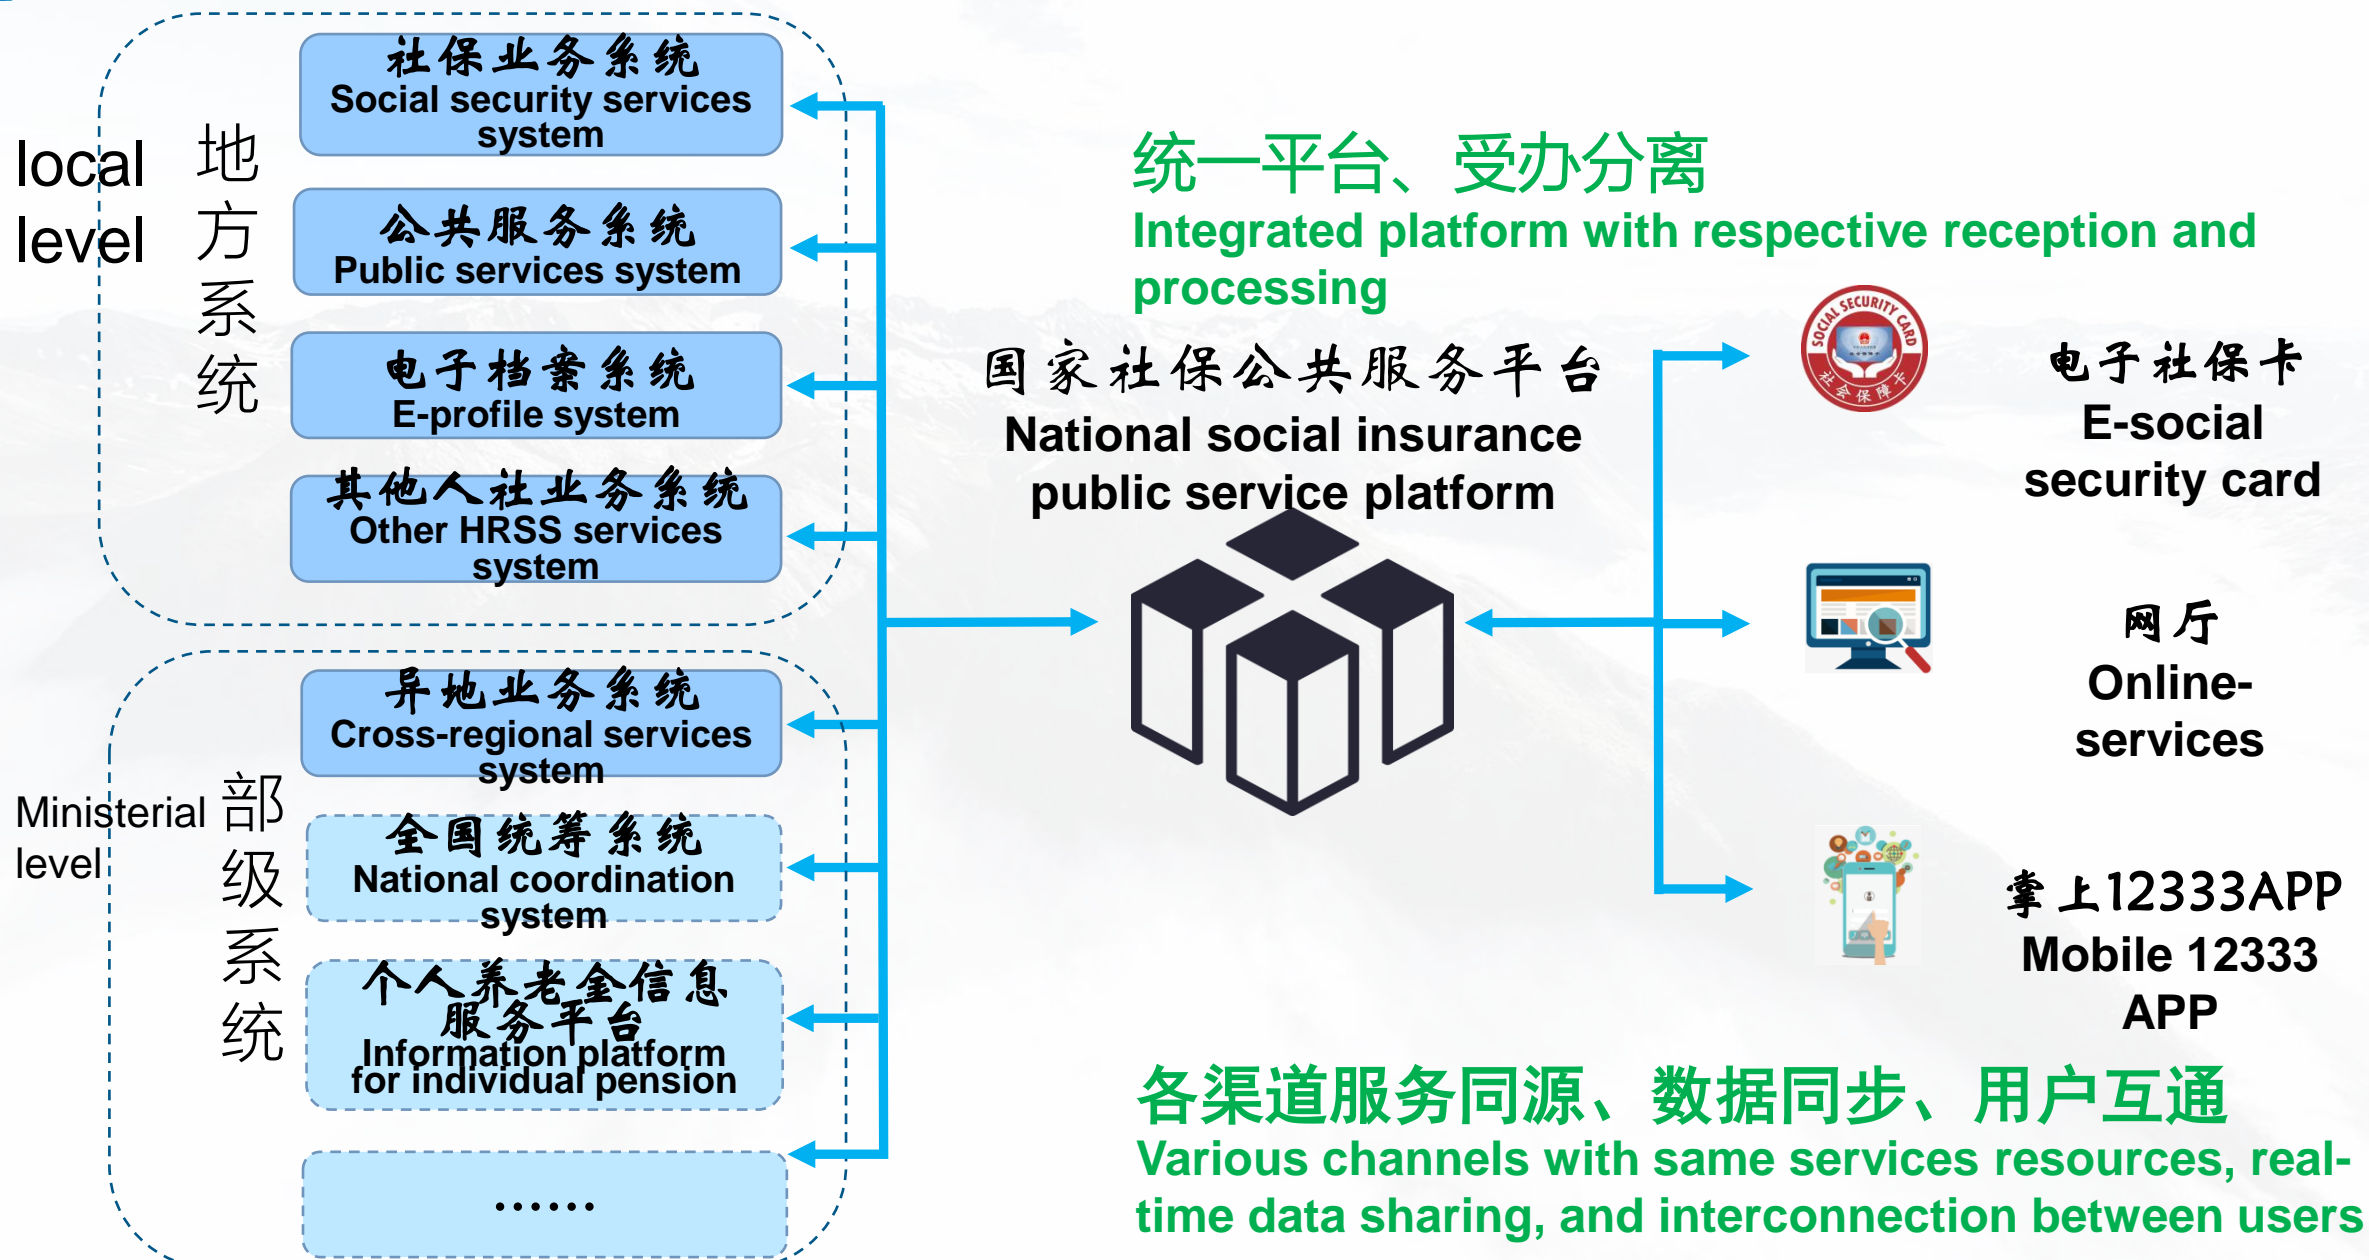 local
level
地
方
系
统
社保业务系统
Social security services
system
公共服务系统
Public services system
电子档案系统
E-profile system
其他人社业务系统
Other HRSS services
system
Ministerial
level
部
级
系
统
异地业务系统
Cross-regional services
system
全国统筹系统
National coordination
system
个人养老金信息
服务平台
Information platform
for individual pension
......
统一平台、受办分离
Integrated platform with respective reception and
processing
国家社保公共服务平台
National social insurance
public service platform
SOCIAL SECURITY CARD
社会保障卡
电子社保卡
E-social
security card
网厅
Online-
services
掌上12333APP
Mobile 12333
APP
各渠道服务同源、数据同步、用户互通
Various channels with same services resources, real-
time data sharing, and interconnection between users